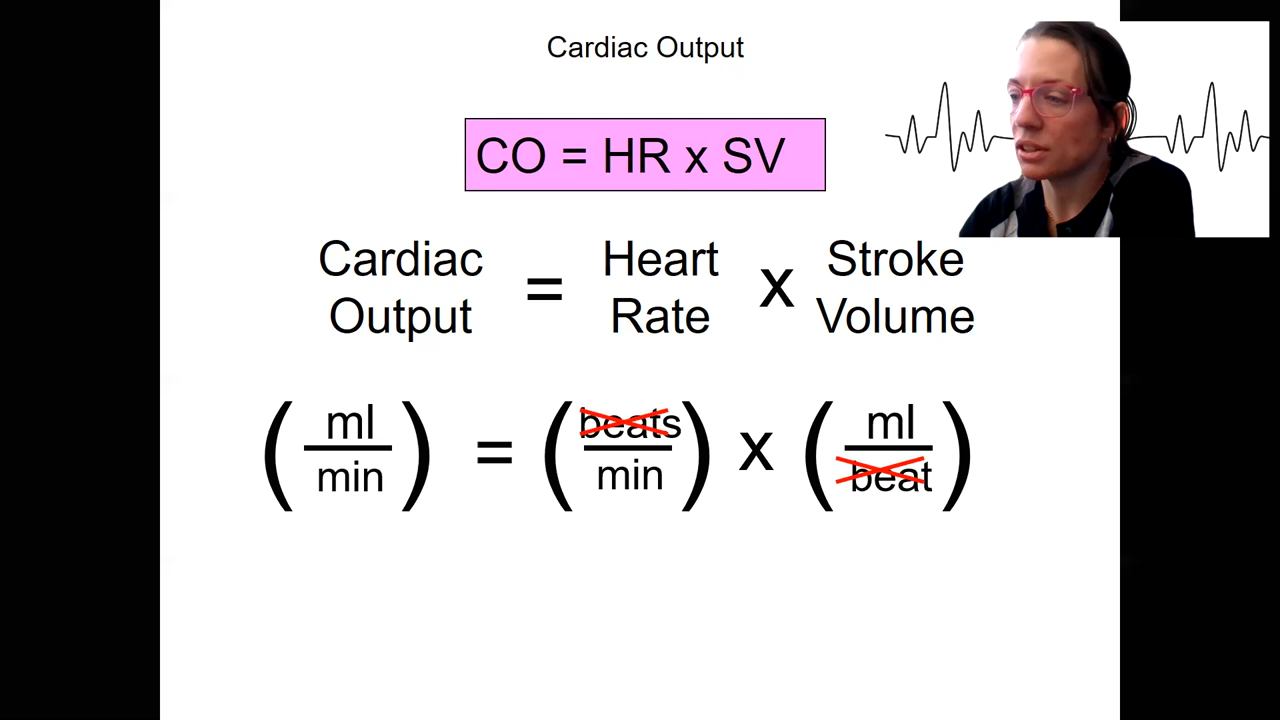 Cardiac Output
CO = HR x SV
Cardiac Output = Heart Rate x Stroke Volume
(ml/min) = (beats/min) x (ml/beat)